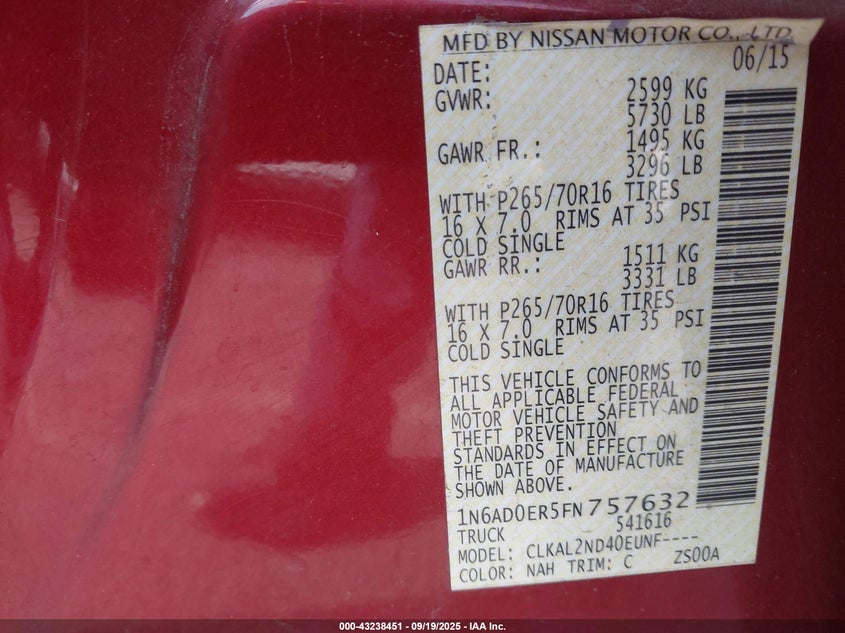 MFD BY NISSAN MOTOR CO., LTD.
DATE: 06/15
GVWR: 2599 KG
5730 LB
GAWR FR.: 1495 KG
3296 LB
WITH P265/70R16 TIRES
16 X 7.0 RIMS AT 35 PSI
COLD SINGLE
GAWR RR.: 1511 KG
3331 LB
WITH P265/70R16 TIRES
16 X 7.0 RIMS AT 35 PSI
COLD SINGLE
THIS VEHICLE CONFORMS TO
ALL APPLICABLE FEDERAL
MOTOR VEHICLE SAFETY AND
THEFT PREVENTION
STANDARDS IN EFFECT ON
THE DATE OF MANUFACTURE
SHOWN ABOVE.
1N6AD0ER5FN757632
TRUCK 541616
MODEL: CLKAL2ND40EUNF----
COLOR: NAH TRIM: C ZS00A
000-43238451 - 09/19/2025 - IAA Inc.